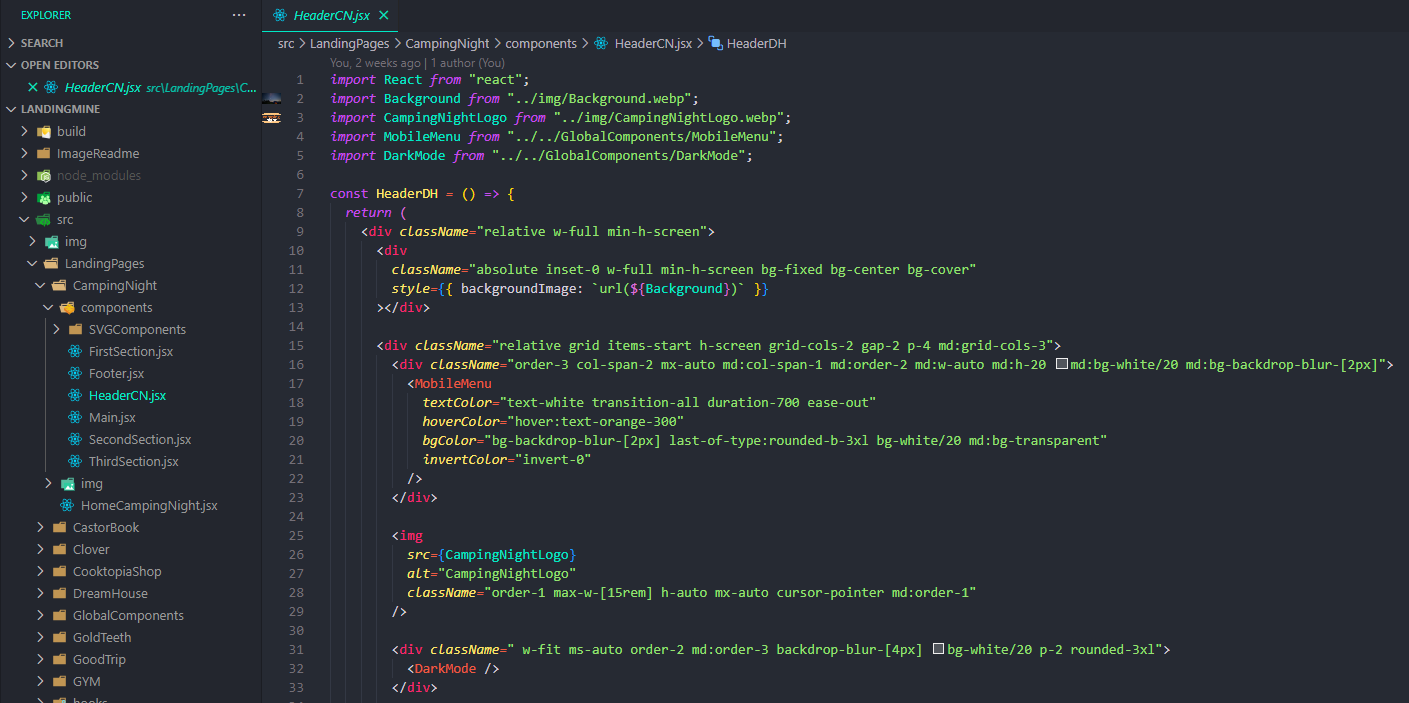 EXPLORER
SEARCH
OPEN EDITORS
HeaderCN.jsx src\LandingPages\C...
LANDINGMINE
build
ImageReadme
node_modules
public
src
img
LandingPages
CampingNight
components
SVGComponents
FirstSection.jsx
Footer.jsx
HeaderCN.jsx
Main.jsx
SecondSection.jsx
ThirdSection.jsx
img
HomeCampingNight.jsx
CastorBook
Clover
CooktopiaShop
DreamHouse
GlobalComponents
GoldTeeth
GoodTrip
GYM
hooks
HeaderCN.jsx
src > LandingPages > CampingNight > components > HeaderCN.jsx > HeaderDH
You, 2 weeks ago | 1 author (You)
1 import React from "react";
2 import Background from "../img/Background.webp";
3 import CampingNightLogo from "../img/CampingNightLogo.webp";
4 import MobileMenu from "../../GlobalComponents/MobileMenu";
5 import DarkMode from "../../GlobalComponents/DarkMode";
6
7 const HeaderDH = () => {
8 return (
9 <div className="relative w-full min-h-screen">
10 <div
11 className="absolute inset-0 w-full min-h-screen bg-fixed bg-center bg-cover"
12 style={{ backgroundImage: `url(${Background})` }}
13 ></div>
14
15 <div className="relative grid items-start h-screen grid-cols-2 gap-2 p-4 md:grid-cols-3">
16 <div className="order-3 col-span-2 mx-auto md:col-span-1 md:order-2 md:w-auto md:h-20 md:bg-white/20 md:bg-backdrop-blur-[2px]">
17 <MobileMenu
18 textColor="text-white transition-all duration-700 ease-out"
19 hoverColor="hover:text-orange-300"
20 bgColor="bg-backdrop-blur-[2px] last-of-type:rounded-b-3xl bg-white/20 md:bg-transparent"
21 invertColor="invert-0"
22 />
23 </div>
24
25 <img
26 src={CampingNightLogo}
27 alt="CampingNightLogo"
28 className="order-1 max-w-[15rem] h-auto mx-auto cursor-pointer md:order-1"
29 />
30
31 <div className=" w-fit ms-auto order-2 md:order-3 backdrop-blur-[4px] bg-white/20 p-2 rounded-3xl">
32 <DarkMode />
33 </div>